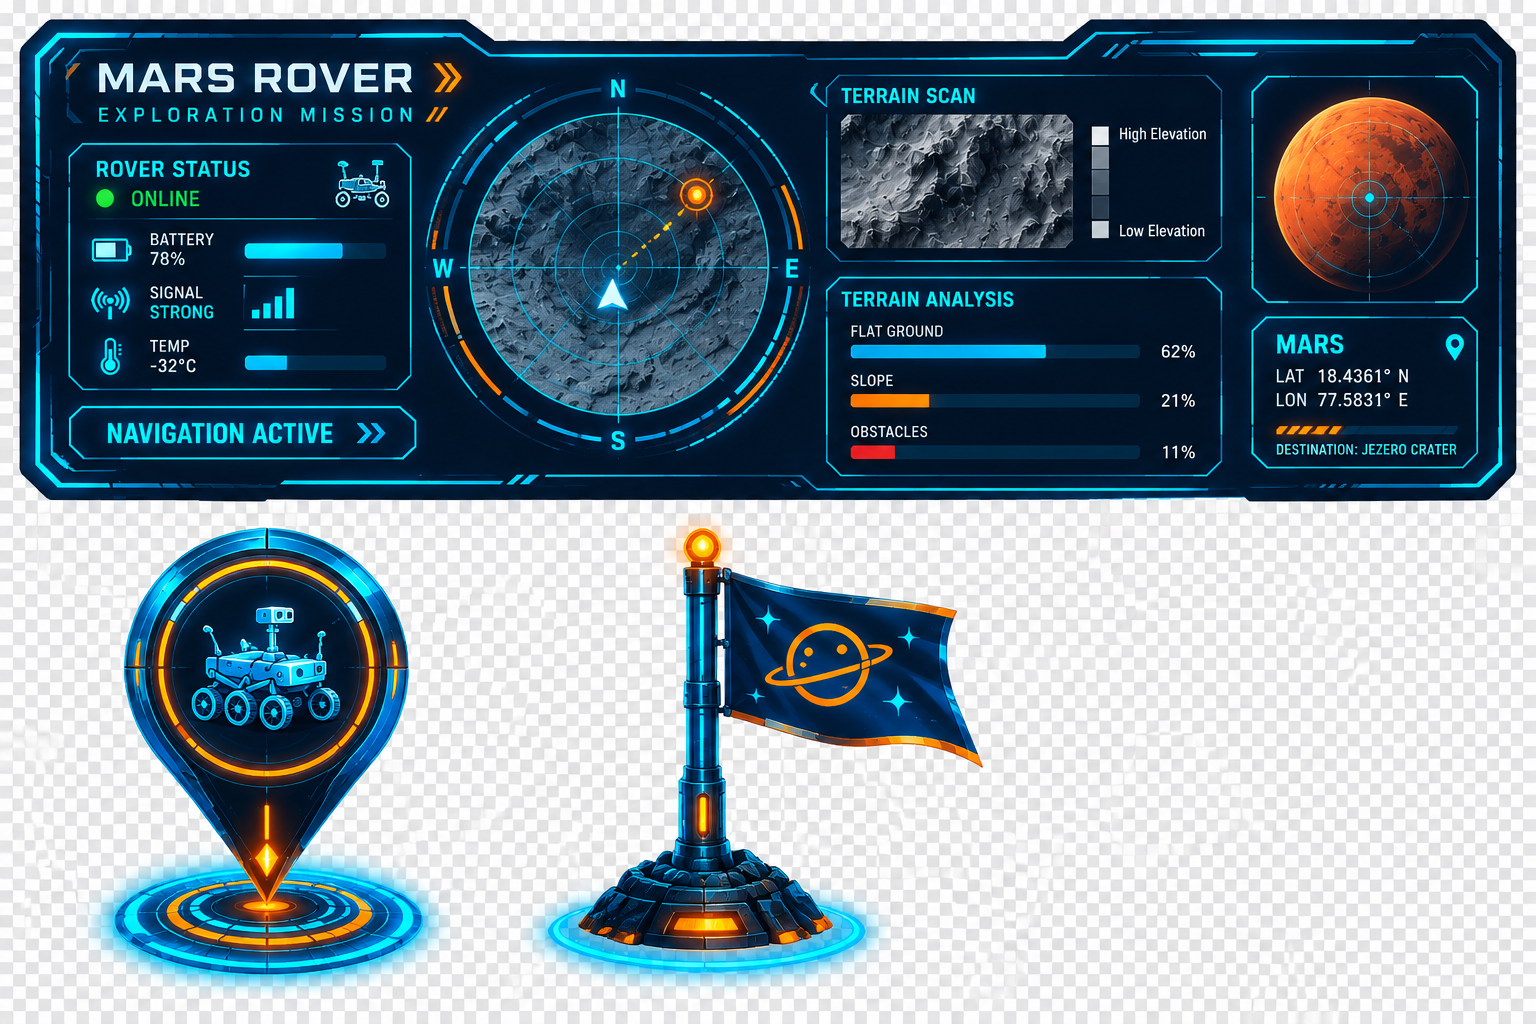 MARS ROVER
EXPLORATION MISSION
ROVER STATUS
ONLINE
BATTERY
78%
SIGNAL
STRONG
TEMP
-32°C
NAVIGATION ACTIVE
N
W
E
S
TERRAIN SCAN
High Elevation
Low Elevation
TERRAIN ANALYSIS
FLAT GROUND
62%
SLOPE
21%
OBSTACLES
11%
MARS
LAT 18.4361° N
LON 77.5831° E
DESTINATION: JEZERO CRATER